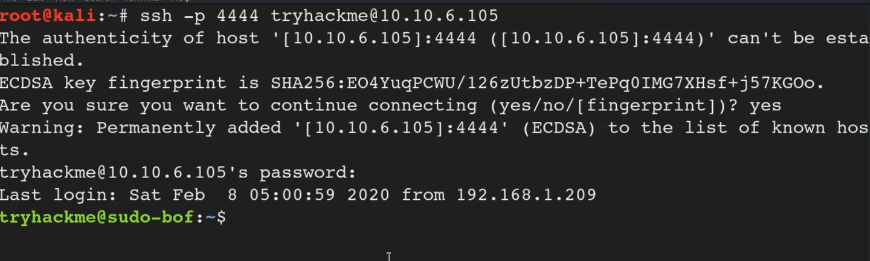 root@kali:~# ssh -p 4444 tryhackme@10.10.6.105
The authenticity of host '[10.10.6.105]:4444 ([10.10.6.105]:4444)' can't be esta
blished.
ECDSA key fingerprint is SHA256:EO4YuqPCWU/126zUtbzDP+TePq0IMG7XHsf+j57KGOo.
Are you sure you want to continue connecting (yes/no/[fingerprint])? yes
Warning: Permanently added '[10.10.6.105]:4444' (ECDSA) to the list of known hos
ts.
tryhackme@10.10.6.105's password:
Last login: Sat Feb  8 05:00:59 2020 from 192.168.1.209
tryhackme@sudo-bof:~$